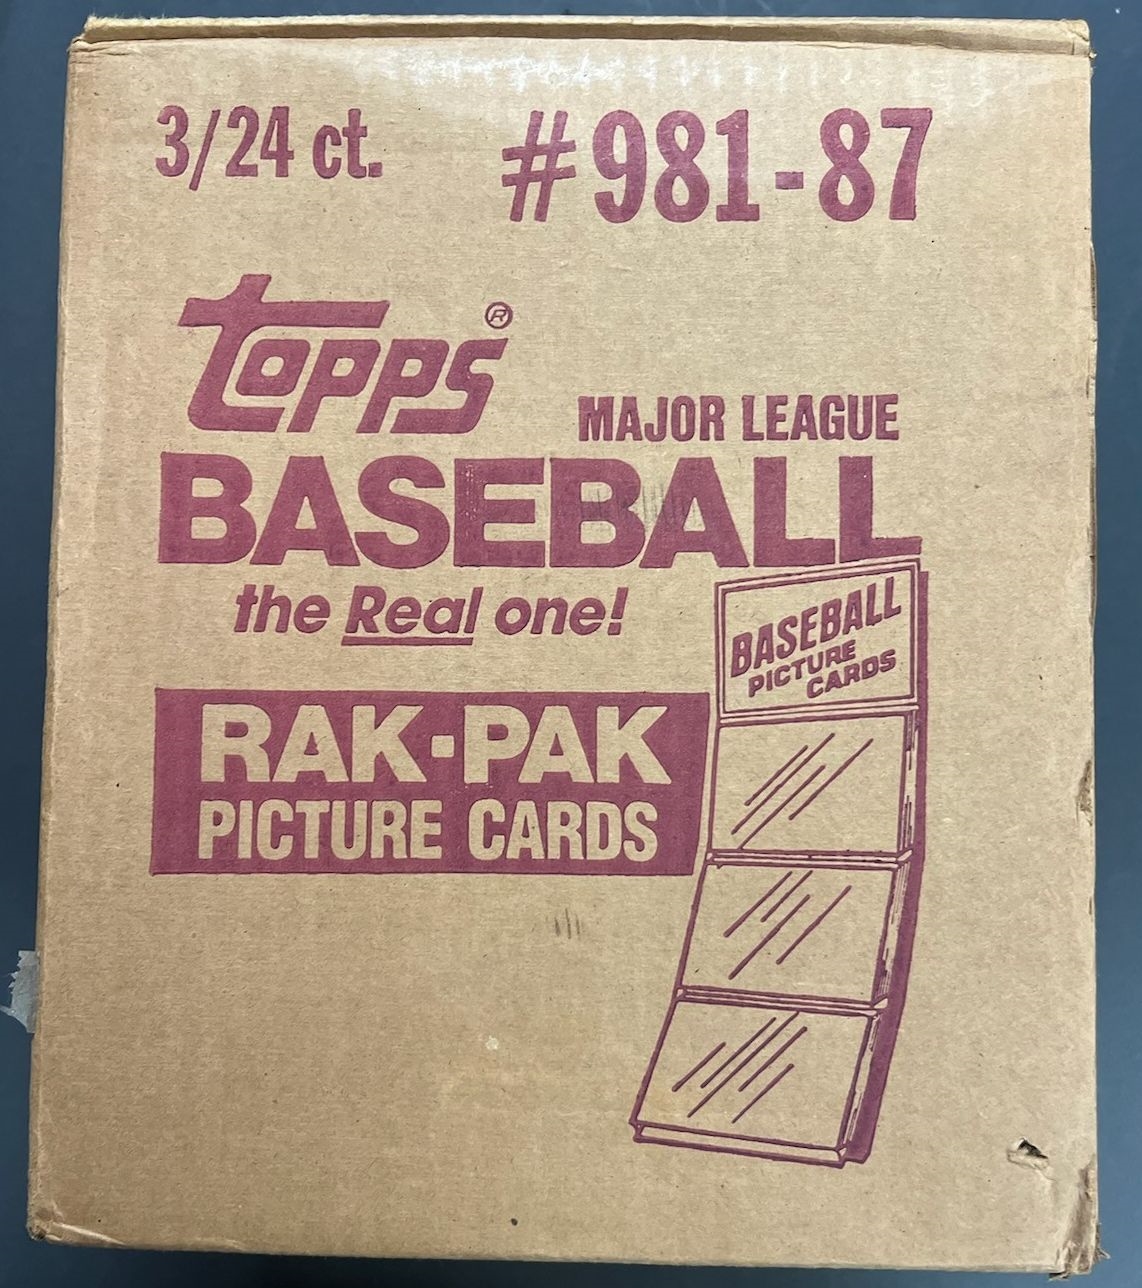 3/24 ct. #981-87
topps®
MAJOR LEAGUE
BASEBALL
the Real one!
BASEBALL
PICTURE
CARDS
RAK-PAK
PICTURE CARDS